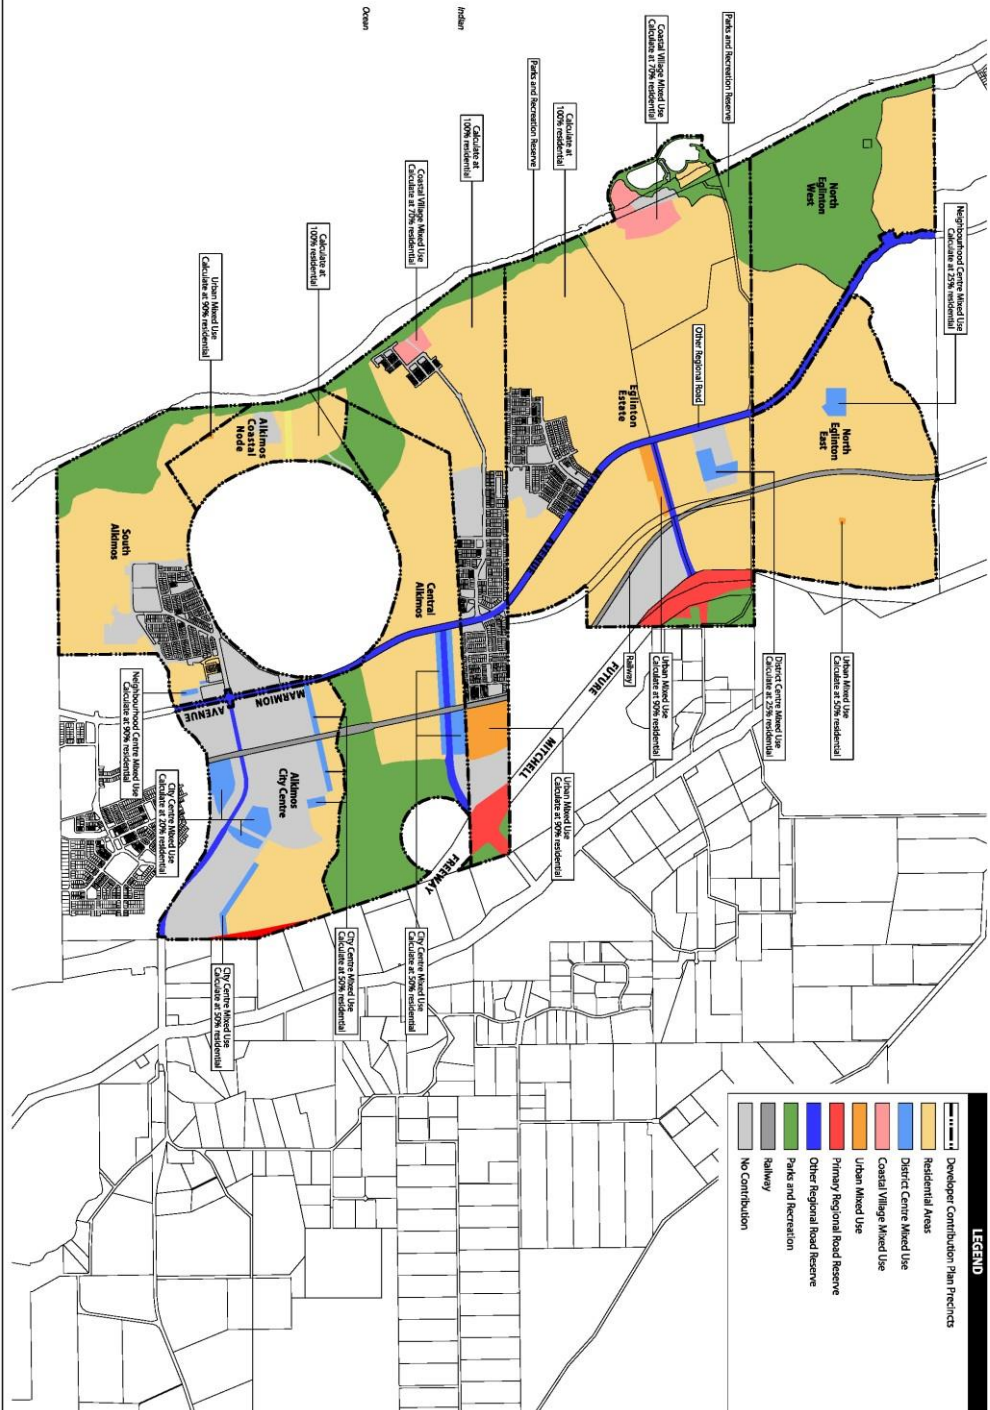 LEGEND
Developer Contribution Plan Precincts
Residential Areas
District Centre Mixed Use
Coastal Village Mixed Use
Urban Mixed Use
Primary Regional Road Reserve
Other Regional Road Reserve
Parks and Recreation
Railway
No Contribution
Neighbourhood Centre Mixed Use
Calculate at 25% residential
Urban Mixed Use
Calculate at 50% residential
District Centre Mixed Use
Calculate at 25% residential
Parks and Recreation Reserve
Coastal Village Mixed Use
Calculate at 70% residential
Other Regional Road
Urban Mixed Use
Calculate at 90% residential
Railway
Calculate at
100% residential
Parks and Recreation Reserve
Urban Mixed Use
Calculate at 90% residential
Calculate at
100% residential
Coastal Village Mixed Use
Calculate at 70% residential
City Centre Mixed Use
Calculate at 50% residential
City Centre Mixed Use
Calculate at 50% residential
Calculate at
100% residential
Urban Mixed Use
Calculate at 90% residential
City Centre Mixed Use
Calculate at 50% residential
City Centre Mixed Use
Calculate at 20% residential
Neighbourhood Centre Mixed Use
Calculate at 90% residential
North
Eglinton
West
North
Eglinton
East
Eglinton
Estate
Central
Alkimos
Alkimos
Coastal
Node
South
Alkimos
Alkimos
City Centre
MARMION
AVENUE
MARMION
AVENUE
FUTURE
MITCHELL
FREEWAY
Indian
Ocean